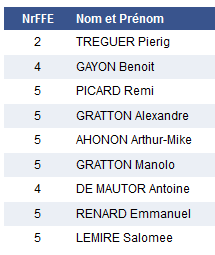 NrFFE Nom et Prénom
2 TREGUER Pierig
4 GAYON Benoit
5 PICARD Remi
5 GRATTON Alexandre
5 AHONON Arthur-Mike
5 GRATTON Manolo
4 DE MAUTOR Antoine
5 RENARD Emmanuel
5 LEMIRE Salomee